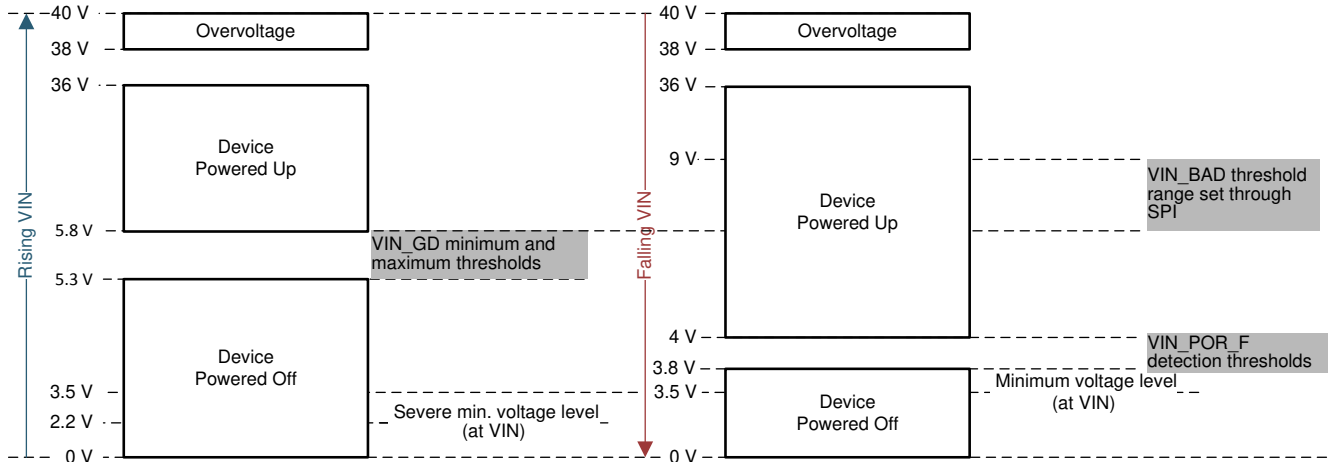 40 V
Overvoltage
38 V
36 V
Device
Powered Up
5.8 V
VIN_GD minimum and
maximum thresholds
5.3 V
Device
Powered Off
3.5 V
2.2 V
Severe min. voltage level
(at VIN)
0 V
Rising VIN
40 V
Overvoltage
38 V
36 V
9 V
VIN_BAD threshold
range set through
SPI
Device
Powered Up
4 V
VIN_POR_F
detection thresholds
3.8 V
3.5 V
Minimum voltage level
(at VIN)
Device
Powered Off
0 V
Falling VIN